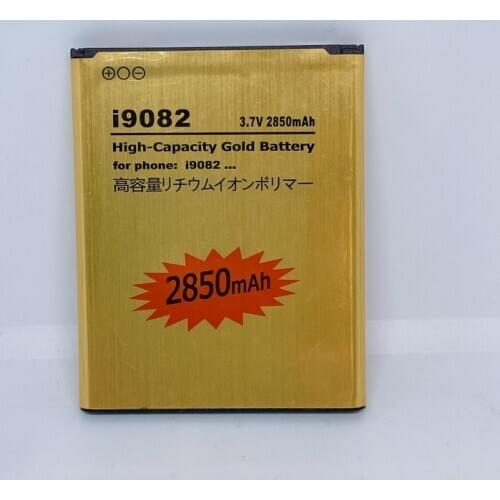 i9082 3.7V 2850mAh
High-Capacity Gold Battery
for phone: i9082 ...
高容量リチウムイオンポリマー
2850mAh